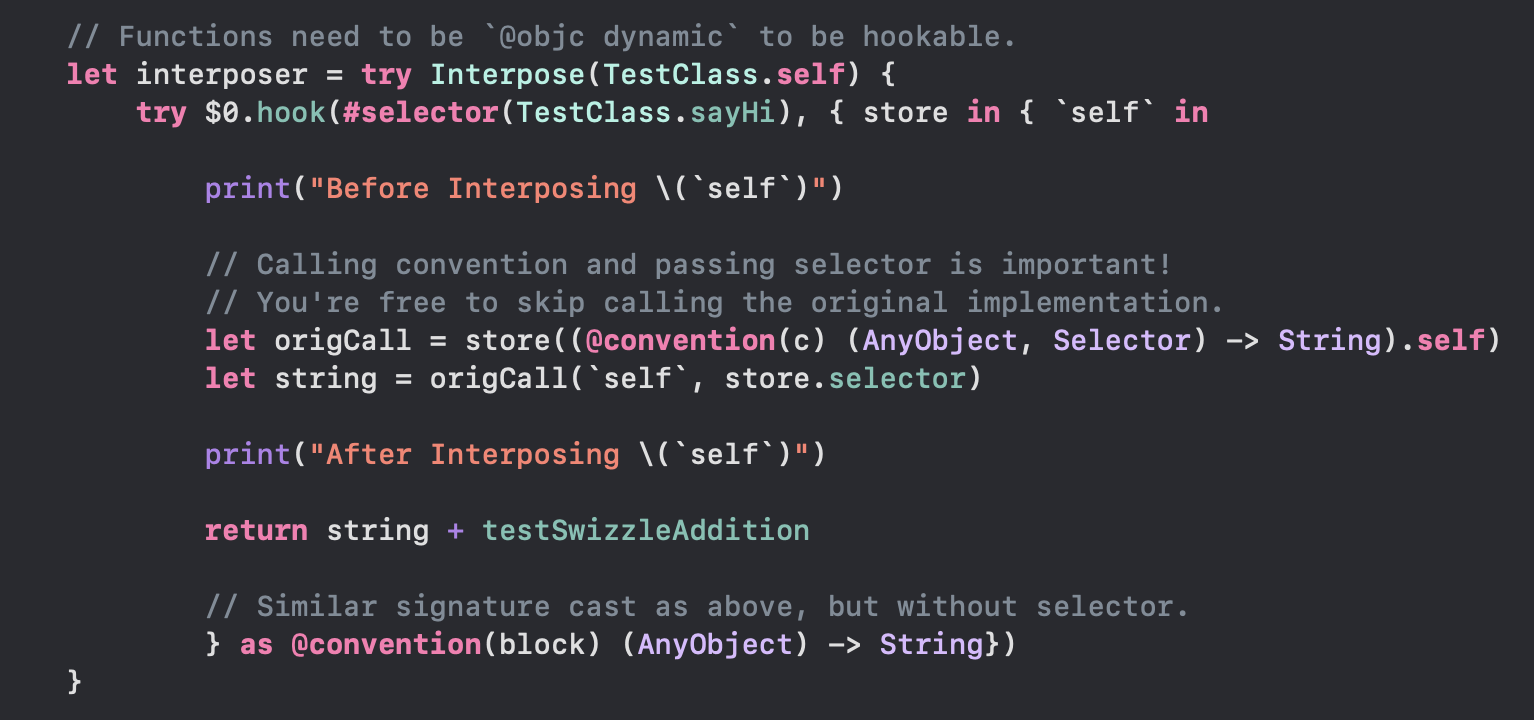 // Functions need to be `@objc dynamic` to be hookable.
let interposer = try Interpose(TestClass.self) {
    try $0.hook(#selector(TestClass.sayHi), { store in { `self` in

        print("Before Interposing \(`self`)")

        // Calling convention and passing selector is important!
        // You're free to skip calling the original implementation.
        let origCall = store((@convention(c) (AnyObject, Selector) -> String).self)
        let string = origCall(`self`, store.selector)

        print("After Interposing \(`self`)")

        return string + testSwizzleAddition

        // Similar signature cast as above, but without selector.
        } as @convention(block) (AnyObject) -> String})
}